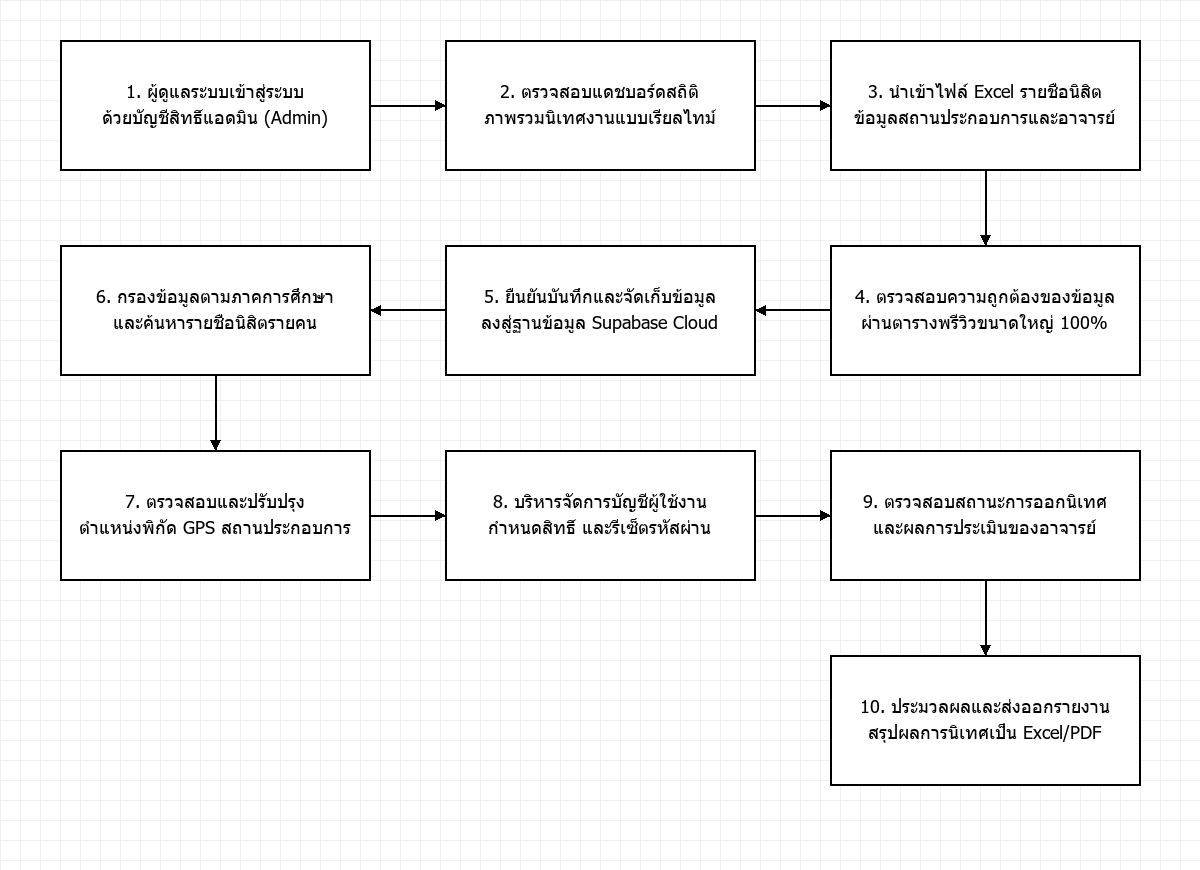 1. ผู้ดูแลระบบเข้าสู่ระบบ
ด้วยบัญชีสิทธิ์แอดมิน (Admin)
2. ตรวจสอบแดชบอร์ดสถิติ
ภาพรวมนิเทศงานแบบเรียลไทม์
3. นำเข้าไฟล์ Excel รายชื่อนิสิต
ข้อมูลสถานประกอบการและอาจารย์
4. ตรวจสอบความถูกต้องของข้อมูล
ผ่านตารางพรีวิวขนาดใหญ่ 100%
5. ยืนยันบันทึกและจัดเก็บข้อมูล
ลงสู่ฐานข้อมูล Supabase Cloud
6. กรองข้อมูลตามภาคการศึกษา
และค้นหารายชื่อนิสิตรายคน
7. ตรวจสอบและปรับปรุง
ตำแหน่งพิกัด GPS สถานประกอบการ
8. บริหารจัดการบัญชีผู้ใช้งาน
กำหนดสิทธิ์ และรีเซ็ตรหัสผ่าน
9. ตรวจสอบสถานะการออกนิเทศ
และผลการประเมินของอาจารย์
10. ประมวลผลและส่งออกรายงาน
สรุปผลการนิเทศเป็น Excel/PDF